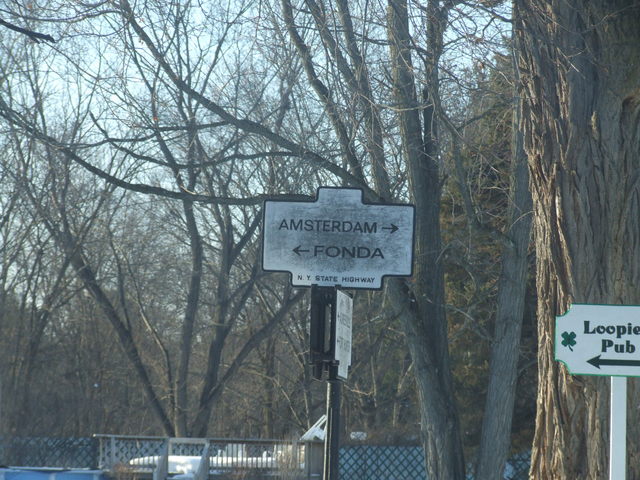 AMSTERDAM →
← FONDA
N.Y. STATE HIGHWAY
Loopie
Pub
←